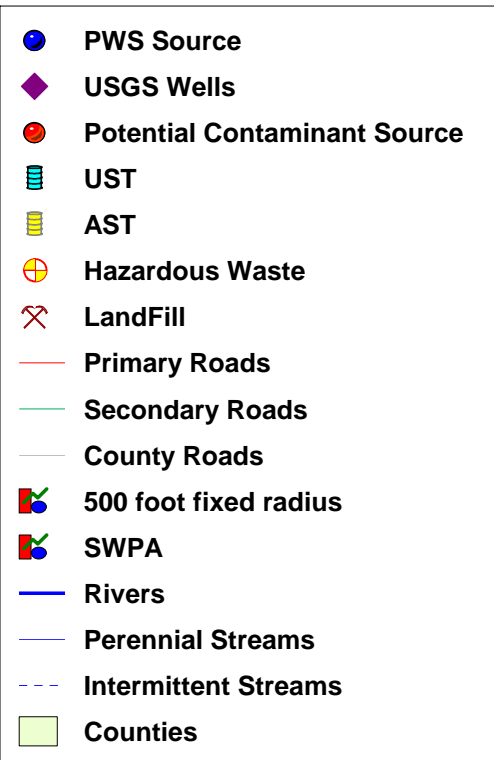 PWS Source
USGS Wells
Potential Contaminant Source
UST
AST
Hazardous Waste
LandFill
Primary Roads
Secondary Roads
County Roads
500 foot fixed radius
SWPA
Rivers
Perennial Streams
Intermittent Streams
Counties